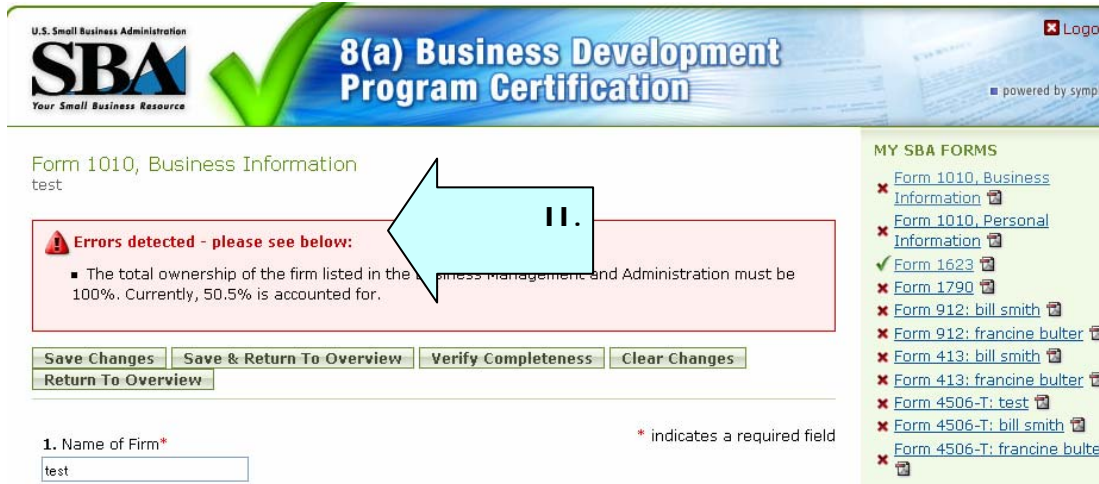 U.S. Small Business Administration
SBA
Your Small Business Resource
8(a) Business Development
Program Certification
Logo
powered by symp
Form 1010, Business Information
test
II.
Errors detected - please see below:
▪ The total ownership of the firm listed in the Business Management and Administration must be
100%. Currently, 50.5% is accounted for.
Save Changes Save & Return To Overview Verify Completeness Clear Changes
Return To Overview
* indicates a required field
1. Name of Firm*
test
MY SBA FORMS
Form 1010, Business
Information
Form 1010, Personal
Information
Form 1623
Form 1790
Form 912: bill smith
Form 912: francine bulter
Form 413: bill smith
Form 413: francine bulter
Form 4506-T: test
Form 4506-T: bill smith
Form 4506-T: francine bulte